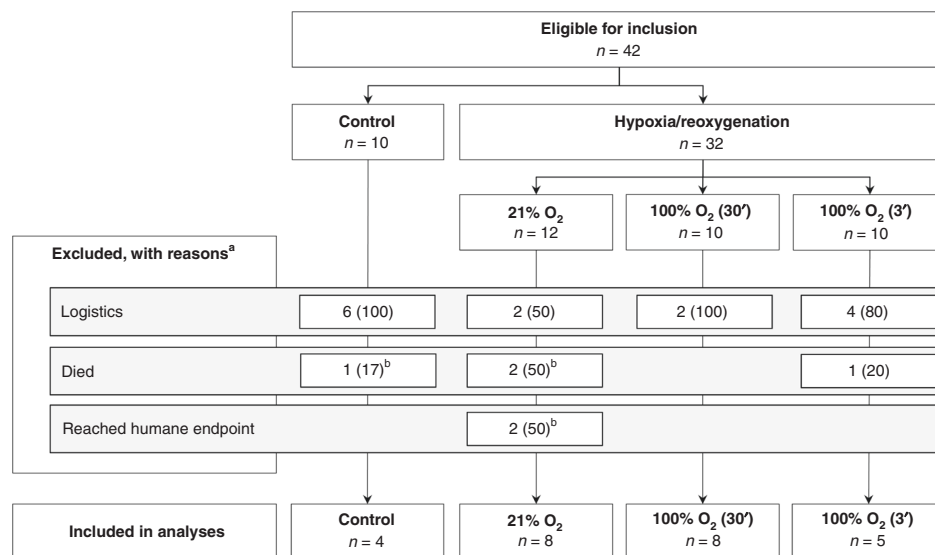 Eligible for inclusion
n = 42
Control
n = 10
Hypoxia/reoxygenation
n = 32
21% O₂
n = 12
100% O₂ (30′)
n = 10
100% O₂ (3′)
n = 10
Excluded, with reasonsᵃ
Logistics
6 (100)
2 (50)
2 (100)
4 (80)
Died
1 (17)ᵇ
2 (50)ᵇ
1 (20)
Reached humane endpoint
2 (50)ᵇ
Included in analyses
Control
n = 4
21% O₂
n = 8
100% O₂ (30′)
n = 8
100% O₂ (3′)
n = 5